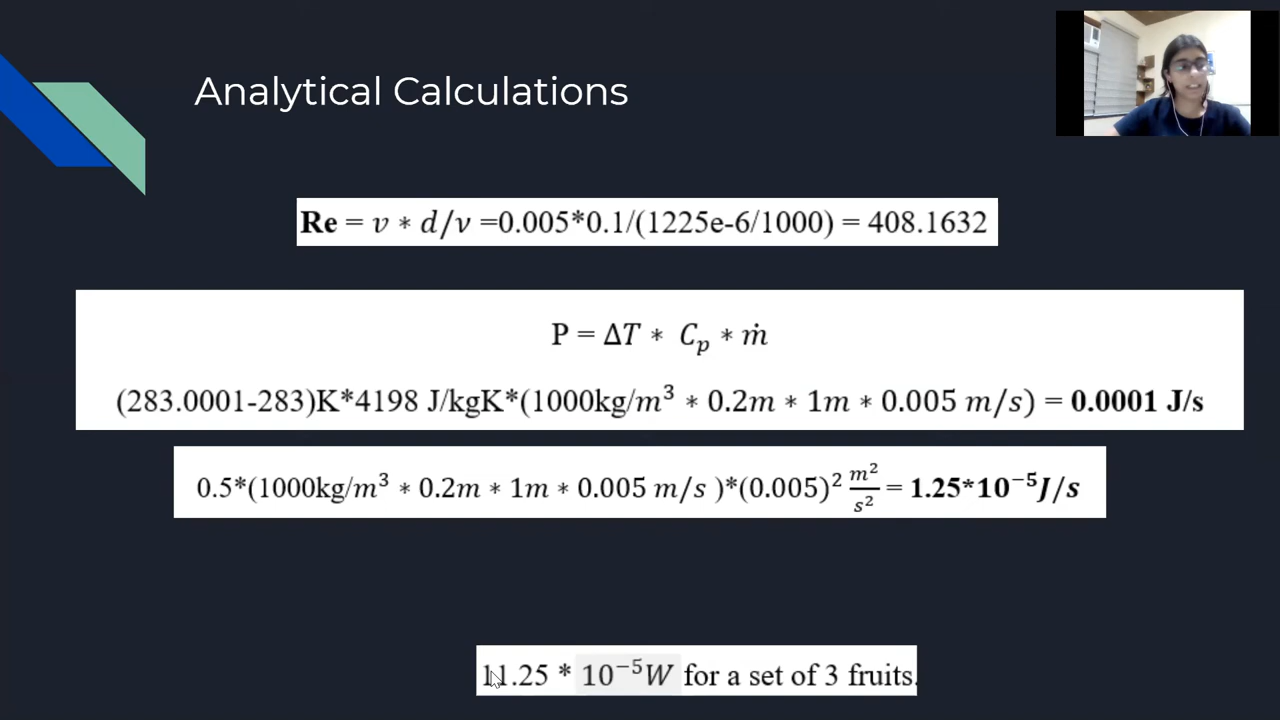 Analytical Calculations
Re = v ∗ d/ν =0.005*0.1/(1225e-6/1000) = 408.1632
P = ΔT ∗ Cₚ ∗ ṁ
(283.0001-283)K*4198 J/kgK*(1000kg/m³ ∗ 0.2m ∗ 1m ∗ 0.005 m/s) = 0.0001 J/s
0.5*(1000kg/m³ ∗ 0.2m ∗ 1m ∗ 0.005 m/s )*(0.005)² m²/s² = 1.25*10⁻⁵J/s
11.25 * 10⁻⁵W for a set of 3 fruits.